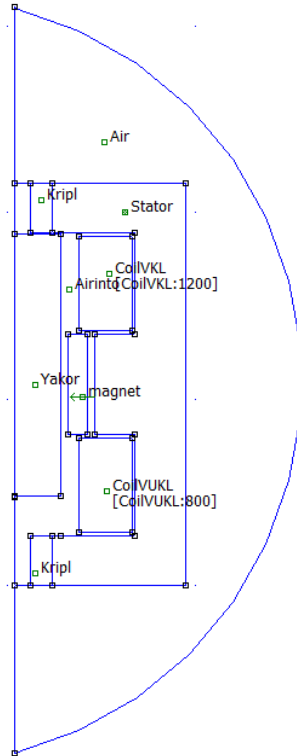 Air
Kripl
Stator
CoilVKL
[CoilVKL:1200]
Airinto
Yakor
magnet
CoilVUKL
[CoilVUKL:800]
Kripl